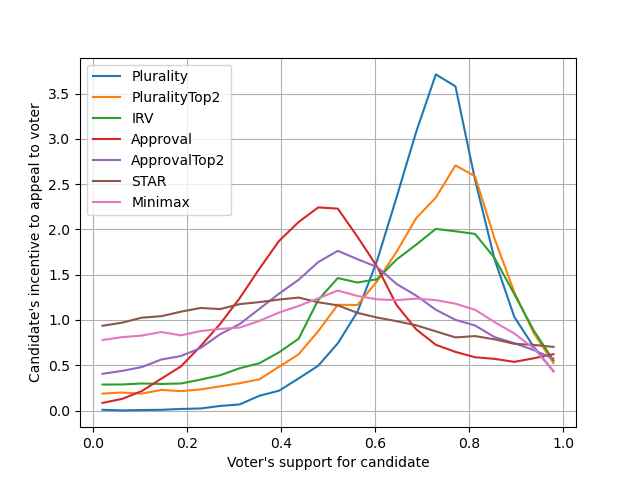 Plurality
PluralityTop2
IRV
Approval
ApprovalTop2
STAR
Minimax
Candidate's incentive to appeal to voter
3.5
3.0
2.5
2.0
1.5
1.0
0.5
0.0
0.0 0.2 0.4 0.6 0.8 1.0
Voter's support for candidate